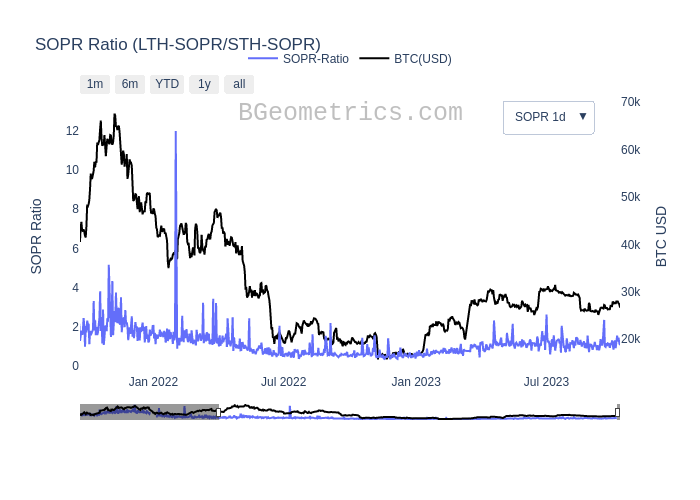 SOPR Ratio (LTH-SOPR/STH-SOPR)
SOPR-Ratio
BTC(USD)
1m
6m
YTD
1y
all
BGeometrics.com
SOPR 1d ▼
SOPR Ratio
12
10
8
6
4
2
0
70k
60k
50k
40k
30k
20k
BTC USD
Jan 2022
Jul 2022
Jan 2023
Jul 2023